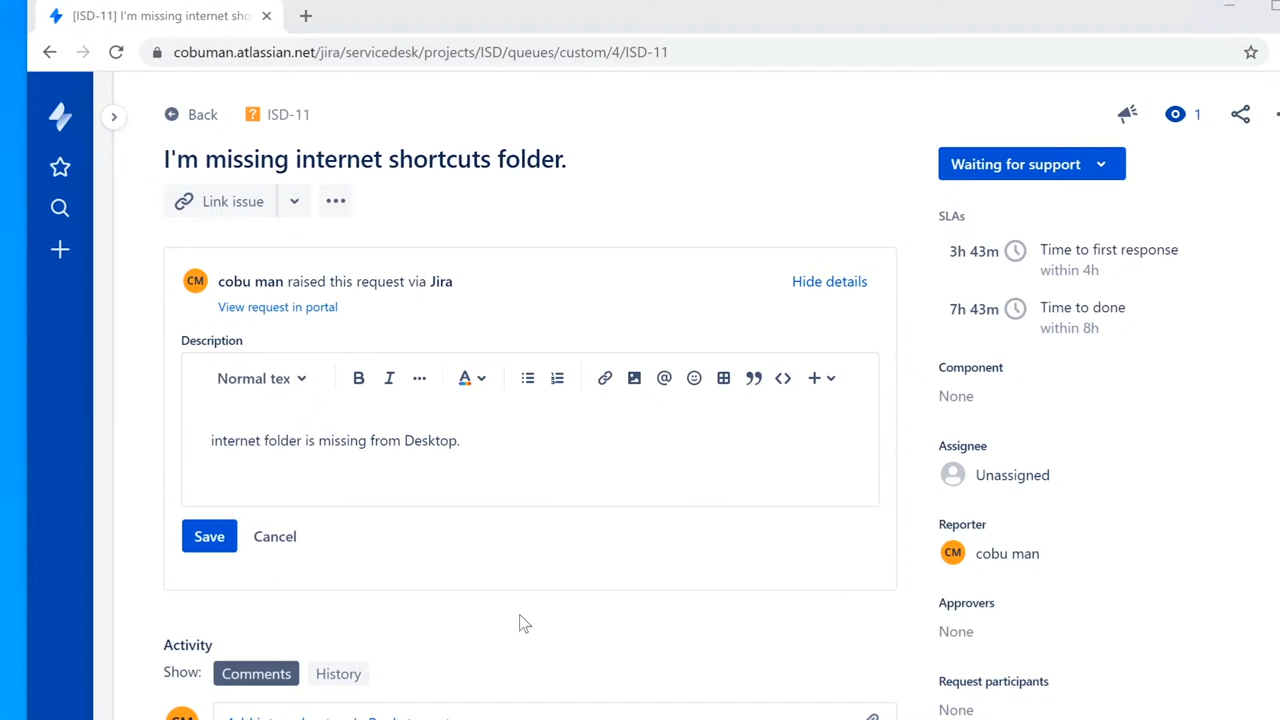 [ISD-11] I'm missing internet sho
cobuman.atlassian.net/jira/servicedesk/projects/ISD/queues/custom/4/ISD-11
Back ISD-11
1
I'm missing internet shortcuts folder.
Waiting for support
Link issue
SLAs
3h 43m Time to first response
within 4h
CM cobu man raised this request via Jira Hide details
View request in portal
7h 43m Time to done
within 8h
Description
Normal tex
Component
None
internet folder is missing from Desktop.
Assignee
Unassigned
Reporter
CM cobu man
Save Cancel
Approvers
None
Activity
Show: Comments History
Request participants
None
CM